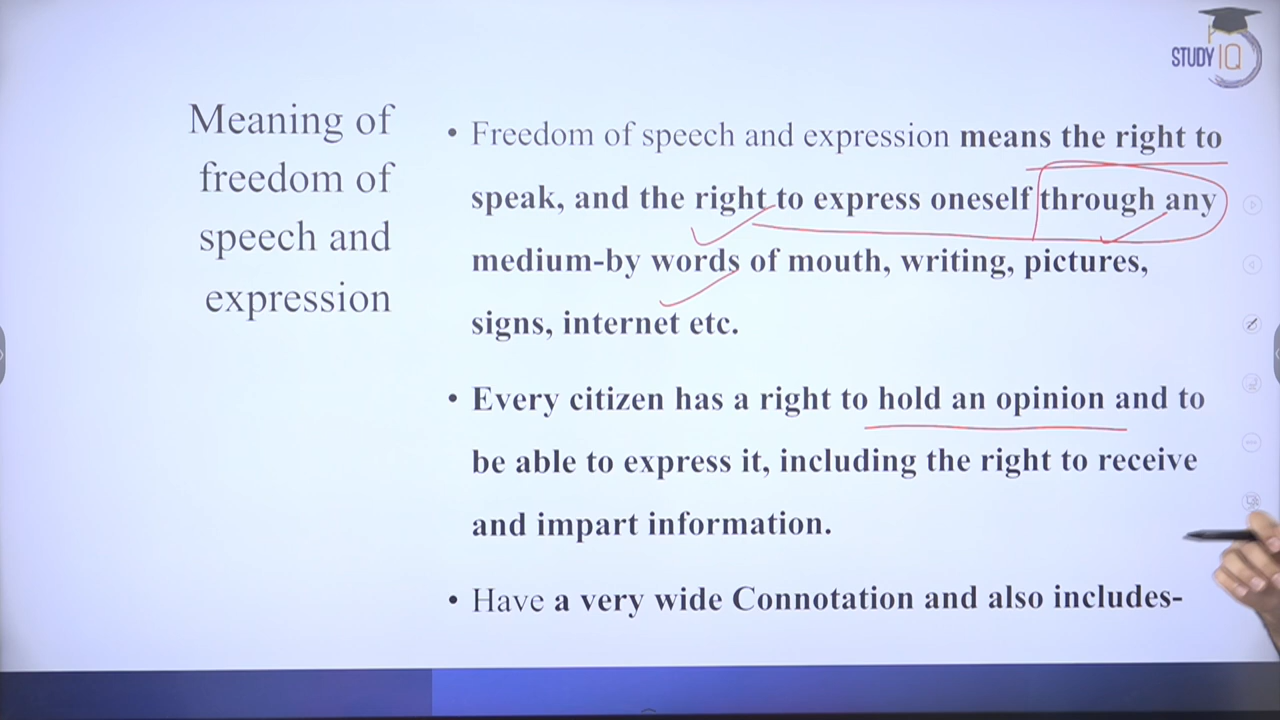 STUDY IQ
Meaning of
freedom of
speech and
expression
• Freedom of speech and expression means the right to
speak, and the right to express oneself through any
medium-by words of mouth, writing, pictures,
signs, internet etc.
• Every citizen has a right to hold an opinion and to
be able to express it, including the right to receive
and impart information.
• Have a very wide Connotation and also includes-